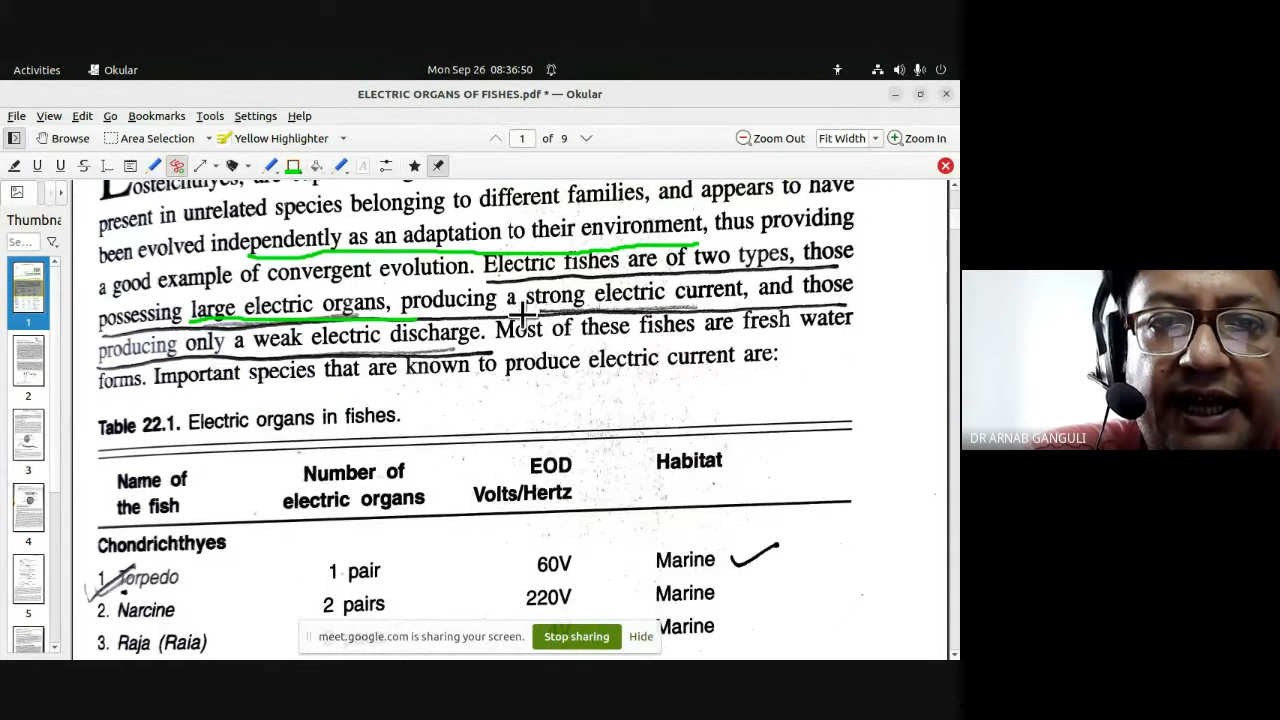 Activities Okular Mon Sep 26 08:36:50
ELECTRIC ORGANS OF FISHES.pdf * — Okular
File View Edit Go Bookmarks Tools Settings Help
Browse Area Selection Yellow Highlighter 1 of 9 Zoom Out Fit Width Zoom In
Thumbna
Se...
1
2
3
4
5
present in unrelated species belonging to different families, and appears to have
been evolved independently as an adaptation to their environment, thus providing
a good example of convergent evolution. Electric fishes are of two types, those
possessing large electric organs, producing a strong electric current, and those
producing only a weak electric discharge. Most of these fishes are fresh water
forms. Important species that are known to produce electric current are:
Table 22.1. Electric organs in fishes.
Name of the fish Number of electric organs EOD Volts/Hertz Habitat
Chondrichthyes
1. Torpedo 1 pair 60V Marine
2. Narcine 2 pairs 220V Marine
3. Raja (Raia) Marine
meet.google.com is sharing your screen. Stop sharing Hide
DR ARNAB GANGULI